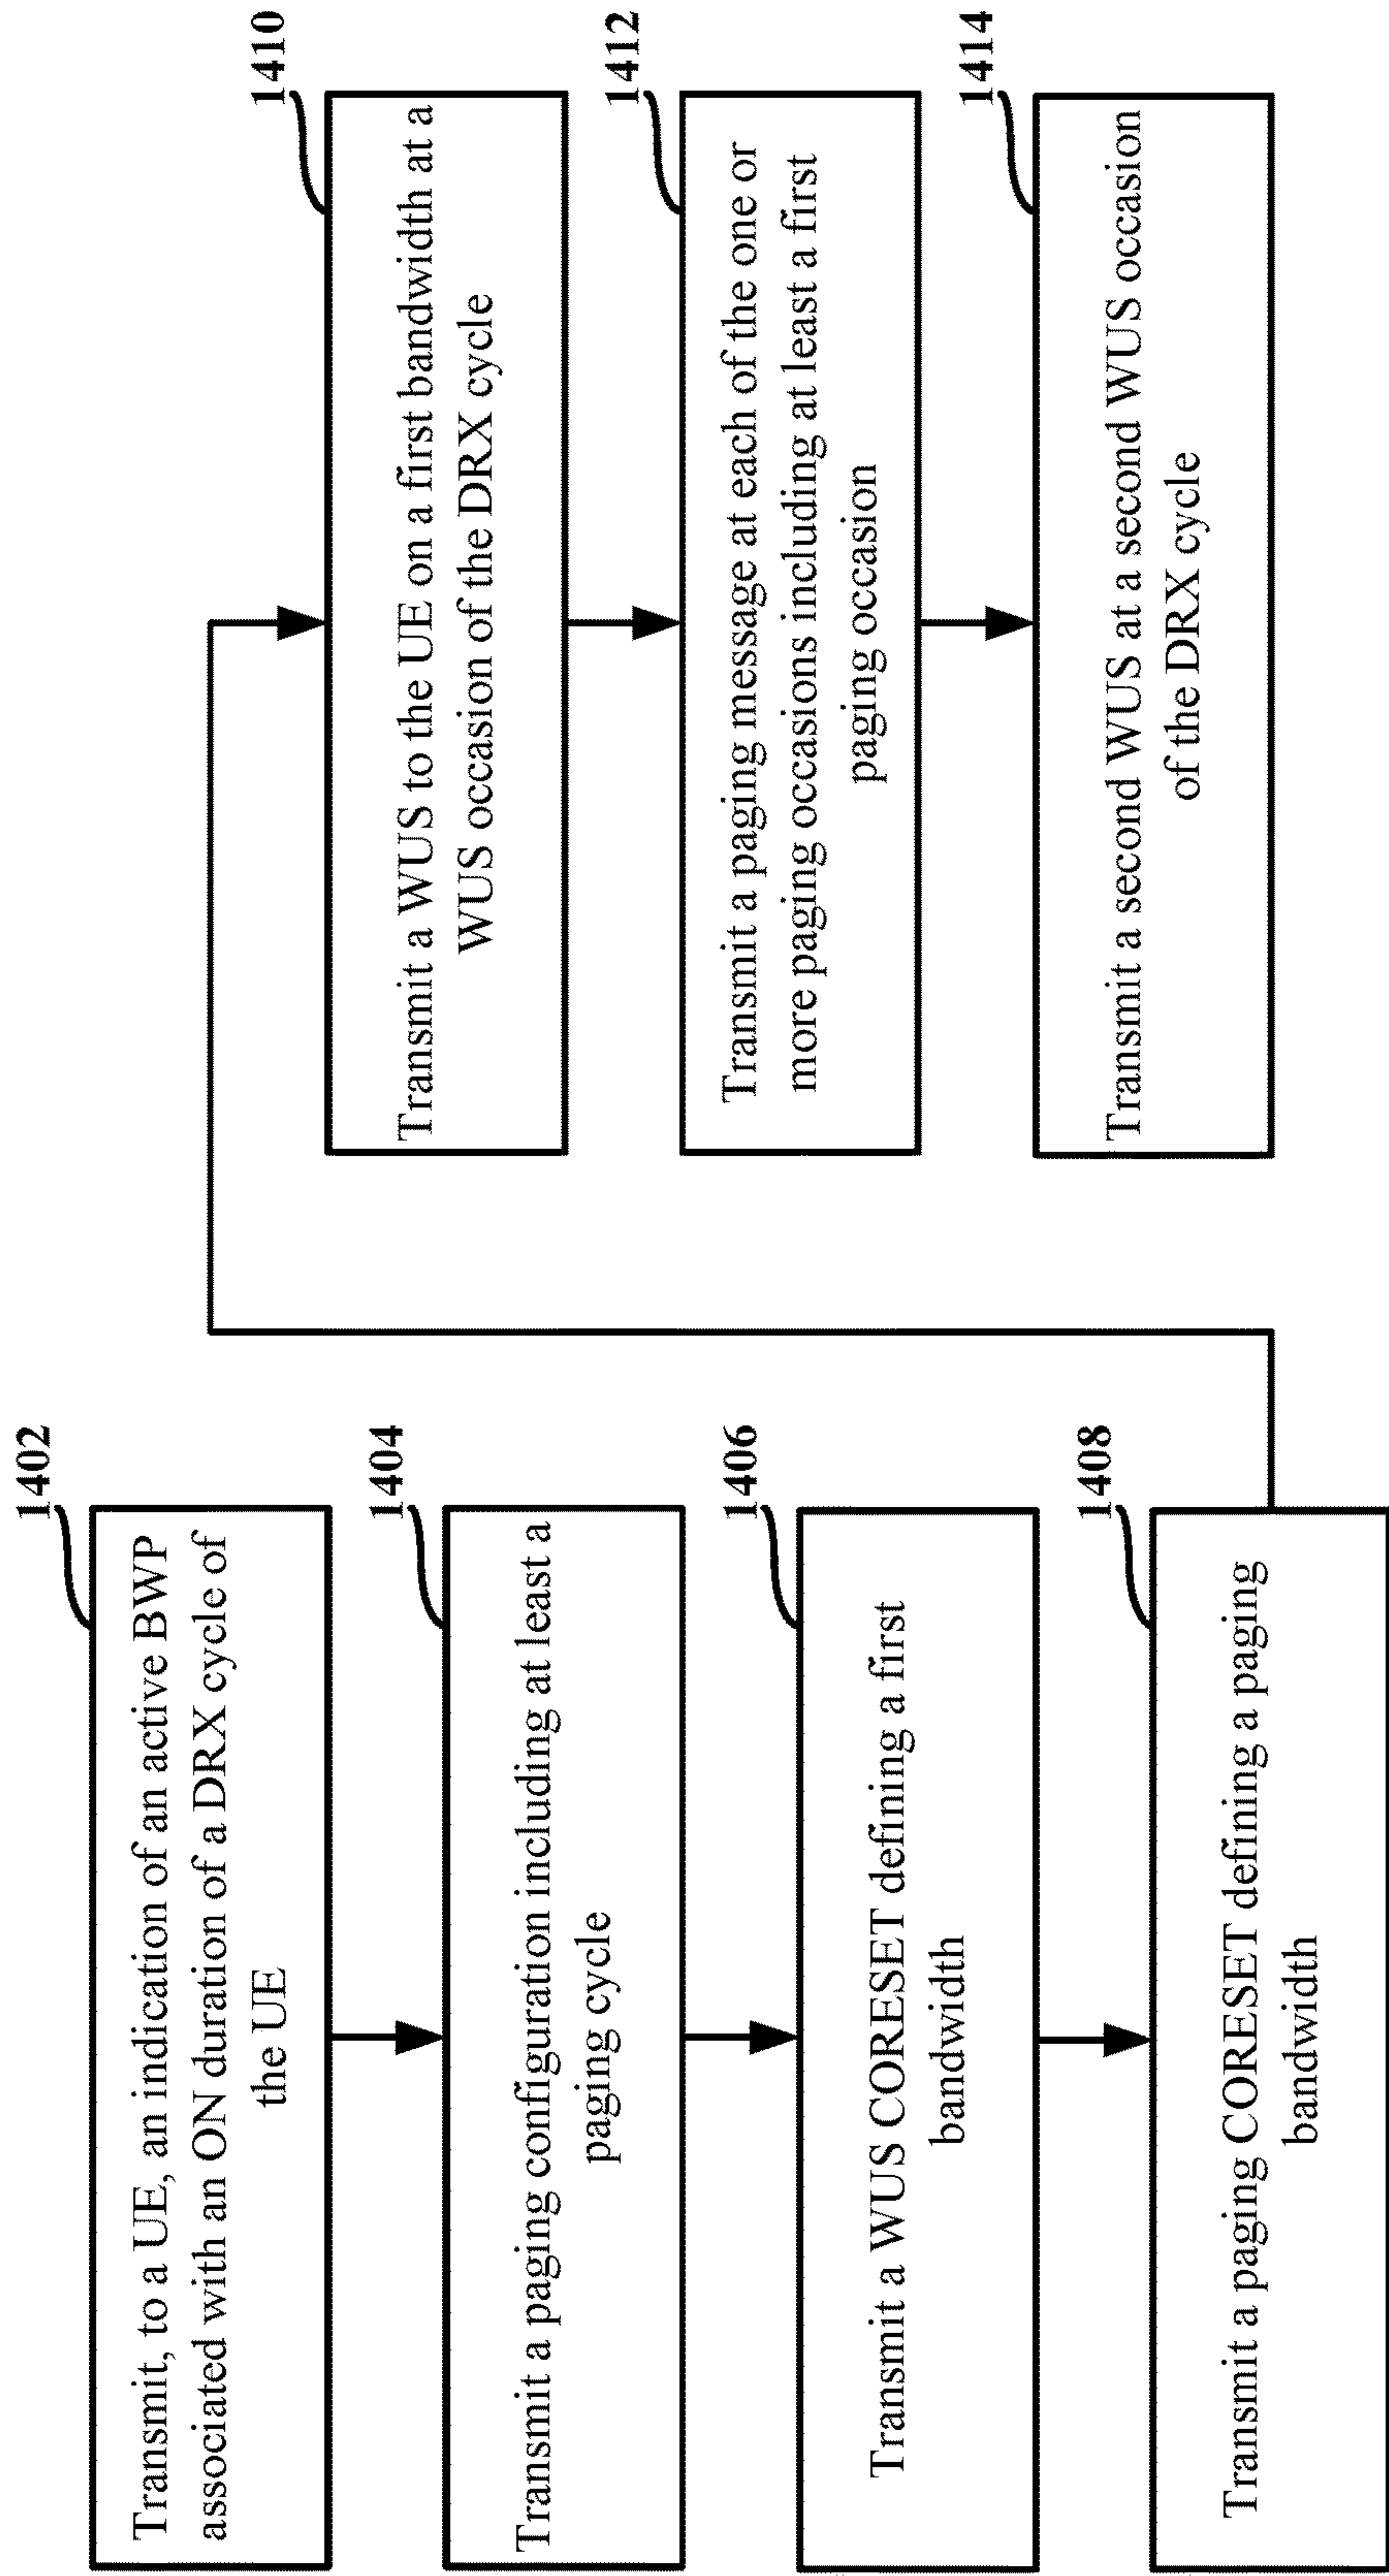 1402
Transmit, to a UE, an indication of an active BWP
associated with an ON duration of a DRX cycle of
the UE
1404
Transmit a paging configuration including at least a
paging cycle
1406
Transmit a WUS CORESET defining a first
bandwidth
1408
Transmit a paging CORESET defining a paging
bandwidth
1410
Transmit a WUS to the UE on a first bandwidth at a
WUS occasion of the DRX cycle
1412
Transmit a paging message at each of the one or
more paging occasions including at least a first
paging occasion
1414
Transmit a second WUS at a second WUS occasion
of the DRX cycle